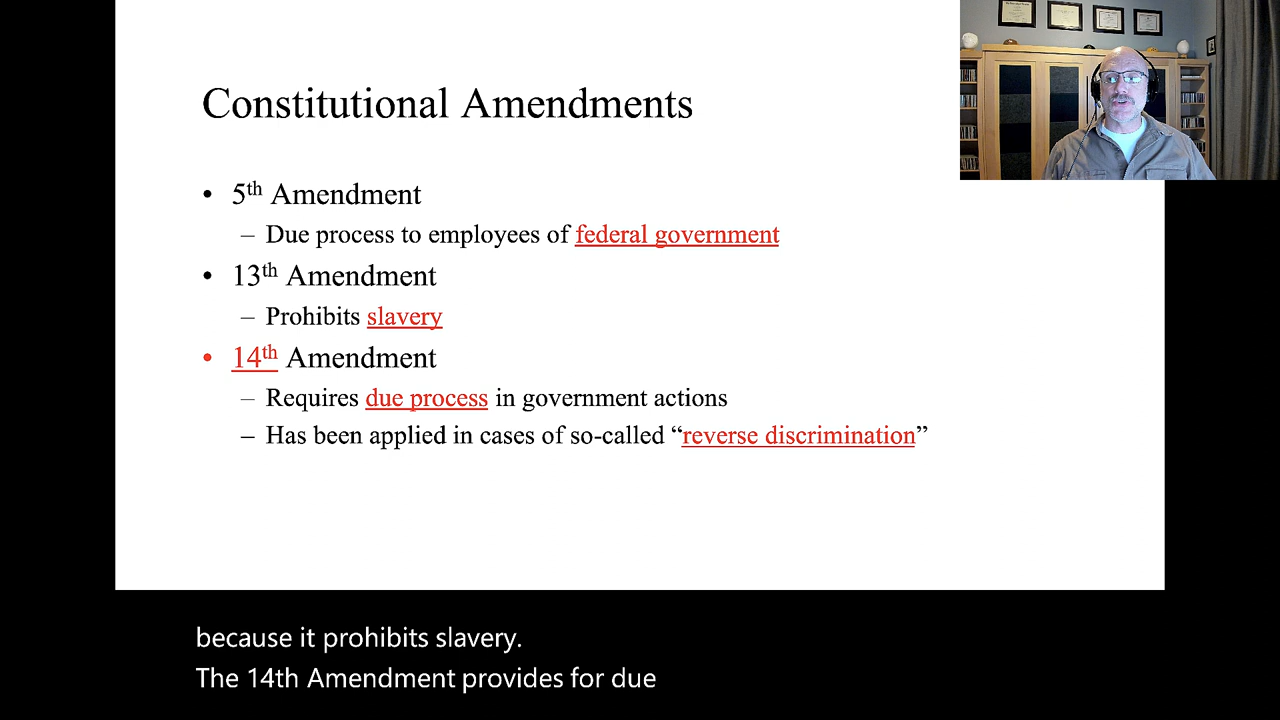 Constitutional Amendments
• 5th Amendment
– Due process to employees of federal government
• 13th Amendment
– Prohibits slavery
• 14th Amendment
– Requires due process in government actions
– Has been applied in cases of so-called “reverse discrimination”
because it prohibits slavery.
The 14th Amendment provides for due